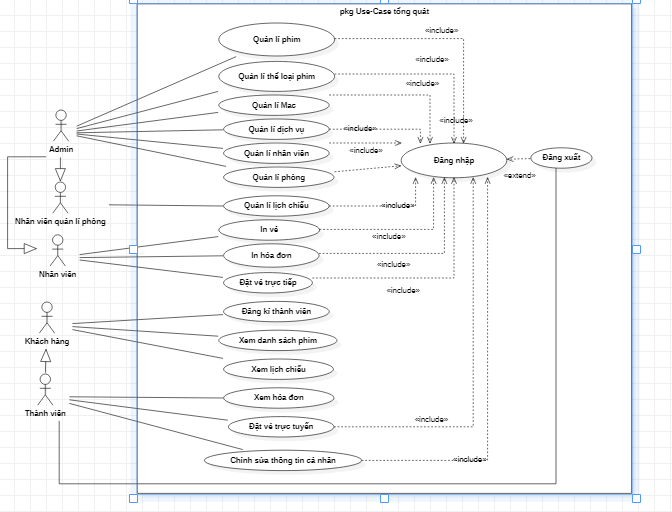 pkg Use-Case tổng quát
Quản lí phim
«include»
«include»
Quản lí thể loại phim
«include»
Quản lí Mac
«include»
Quản lí dịch vụ
«include»
Admin
Quản lí nhân viên
«include»
Đăng nhập
Đăng xuất
Quản lí phòng
«extend»
Nhân viên quản lí phòng
Quản lí lịch chiếu
«include»
In vé
«include»
Nhân viên
In hóa đơn
«include»
Đặt vé trực tiếp
«include»
Đăng kí thành viên
Khách hàng
Xem danh sách phim
Xem lịch chiếu
Xem hóa đơn
Thành viên
Đặt vé trực tuyến
«include»
Chỉnh sửa thông tin cá nhân
«include»